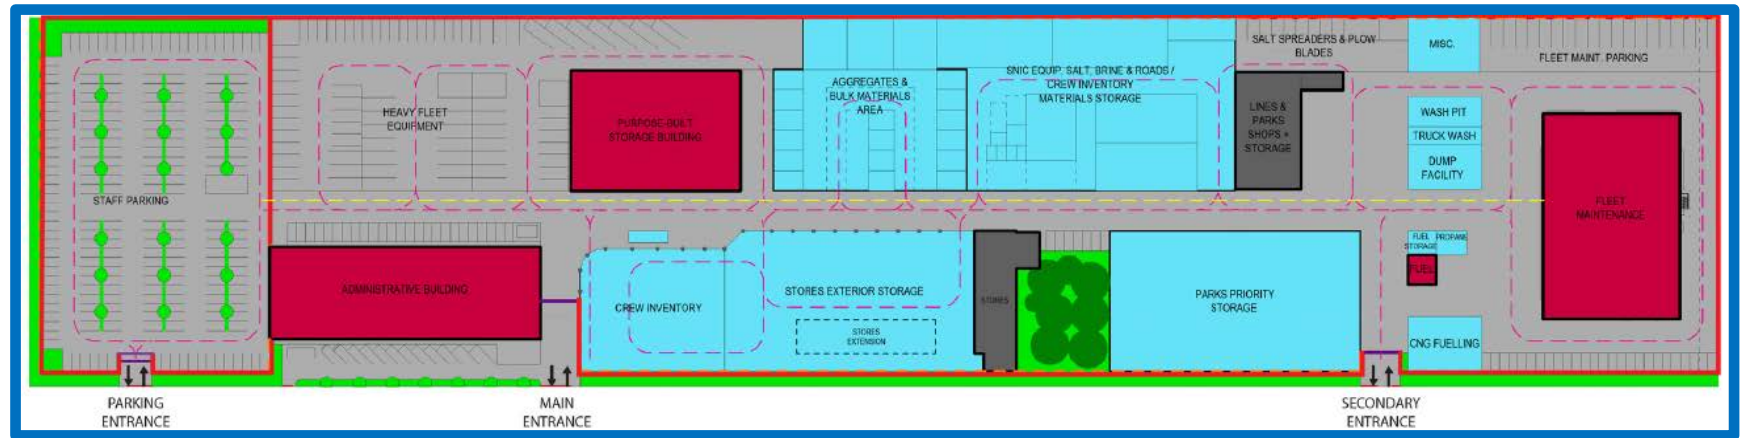 SALT SPREADERS & PLOW
BLADES
MISC.
FLEET MAINT. PARKING
HEAVY FLEET
EQUIPMENT
PURPOSE-BUILT
STORAGE BUILDING
AGGREGATES &
BULK MATERIALS
AREA
SNIC EQUIP. SALT, BRINE & ROADS /
CREW INVENTORY
MATERIALS STORAGE
LINES &
PARKS
SHOPS +
STORAGE
WASH PIT
TRUCK WASH
DUMP
FACILITY
STAFF PARKING
FLEET
MAINTENANCE
ADMINISTRATIVE BUILDING
CREW INVENTORY
STORES EXTERIOR STORAGE
STORES
EXTENSION
STORES
PARKS PRIORITY
STORAGE
FUEL
STORAGE
PROPANE
FUEL
CNG FUELLING
PARKING
ENTRANCE
MAIN
ENTRANCE
SECONDARY
ENTRANCE